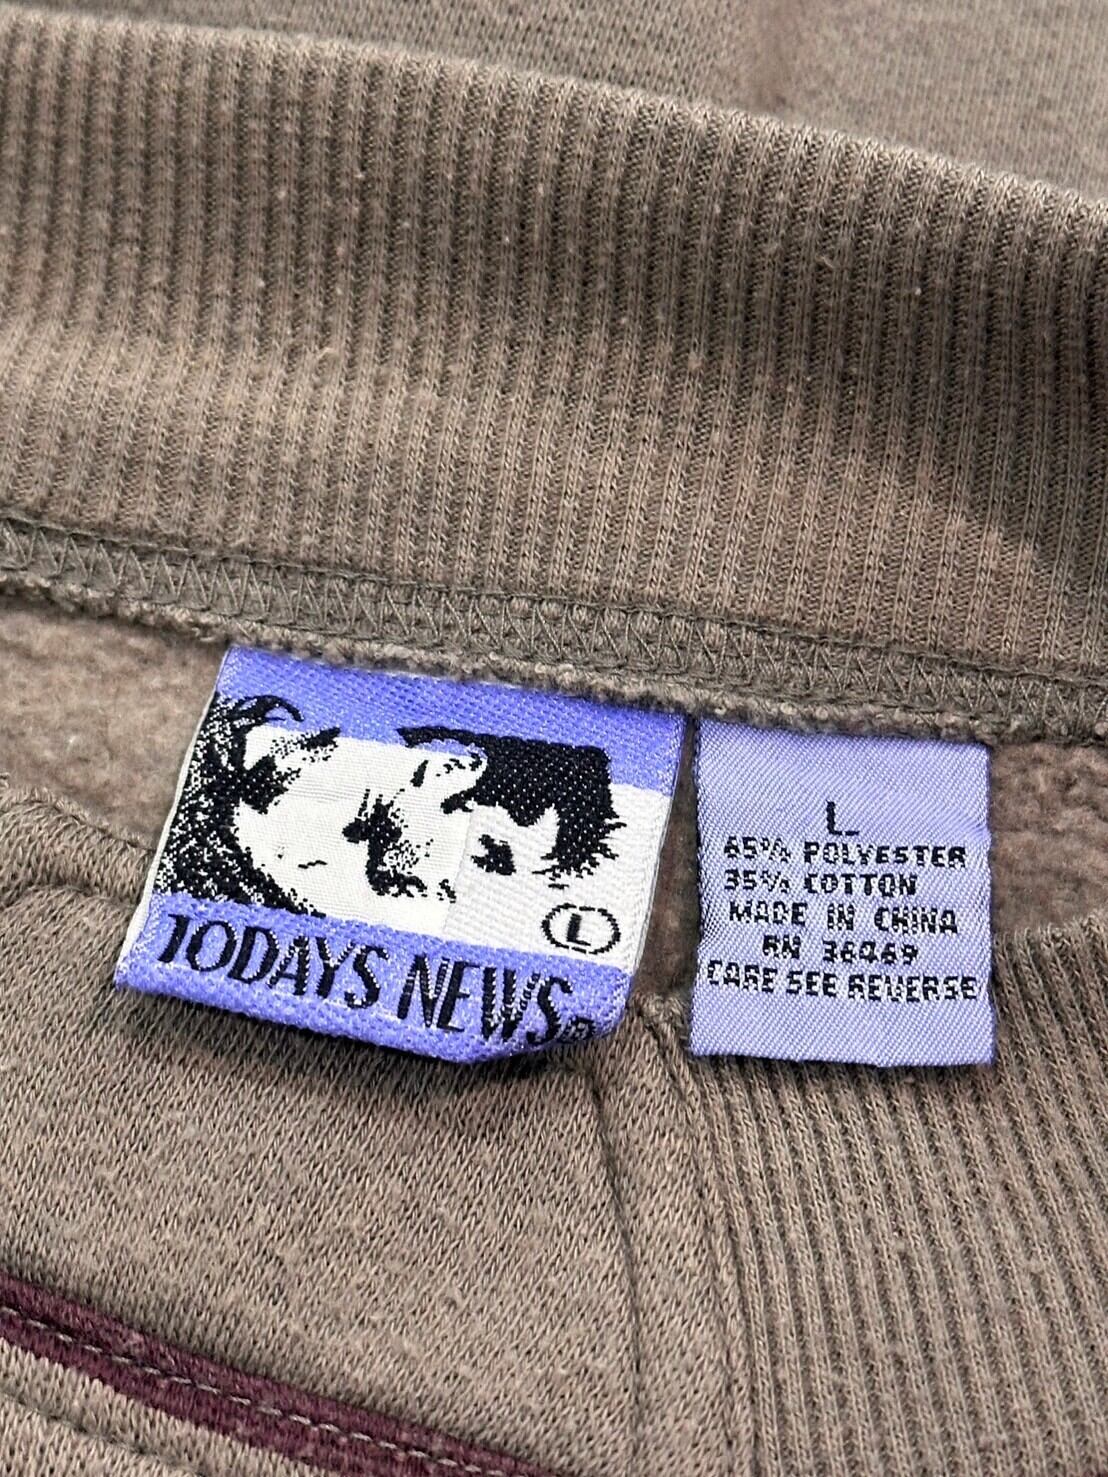 L
TODAYS NEWS®
L
65% POLYESTER
35% COTTON
MADE IN CHINA
RN 36469
CARE SEE REVERSE